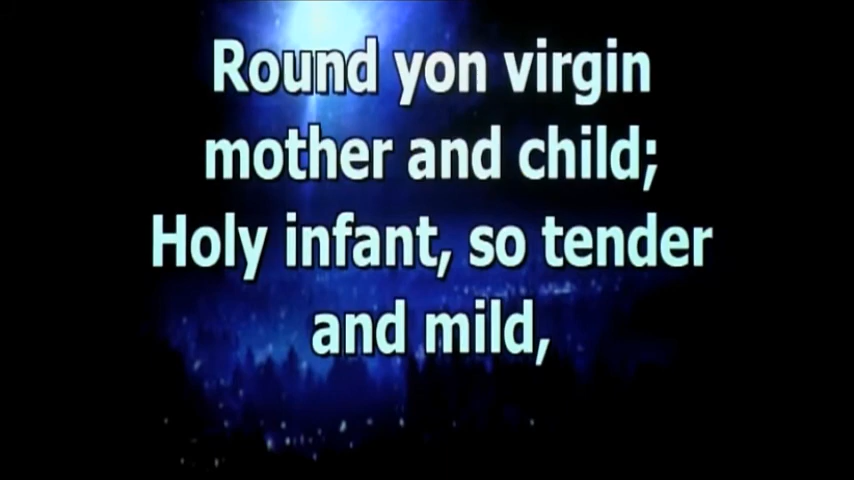 Round yon virgin
mother and child;
Holy infant, so tender
and mild,